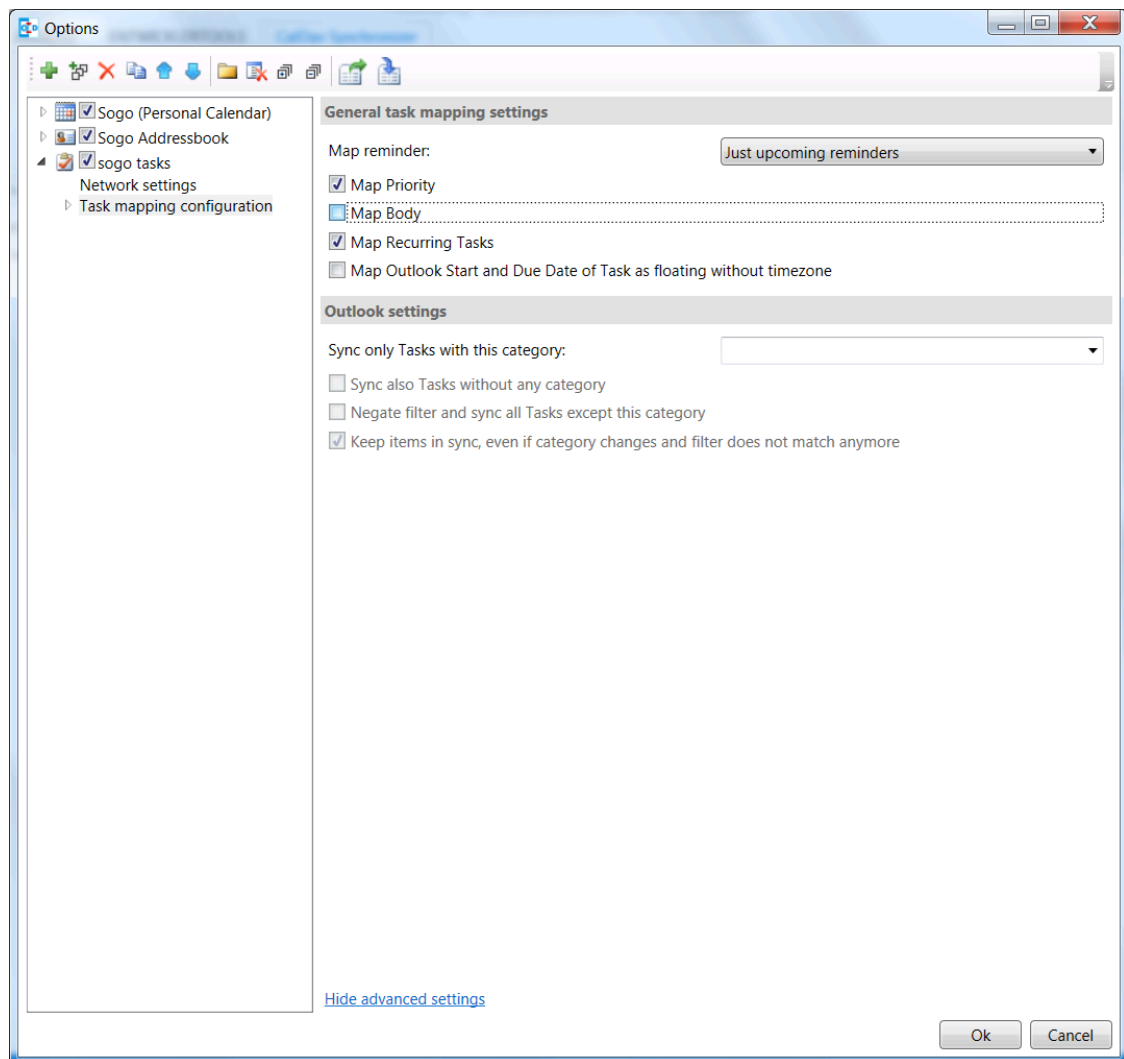 Options
Sogo (Personal Calendar)
Sogo Addressbook
sogo tasks
Network settings
Task mapping configuration
General task mapping settings
Map reminder: Just upcoming reminders
Map Priority
Map Body
Map Recurring Tasks
Map Outlook Start and Due Date of Task as floating without timezone
Outlook settings
Sync only Tasks with this category:
Sync also Tasks without any category
Negate filter and sync all Tasks except this category
Keep items in sync, even if category changes and filter does not match anymore
Hide advanced settings
Ok Cancel